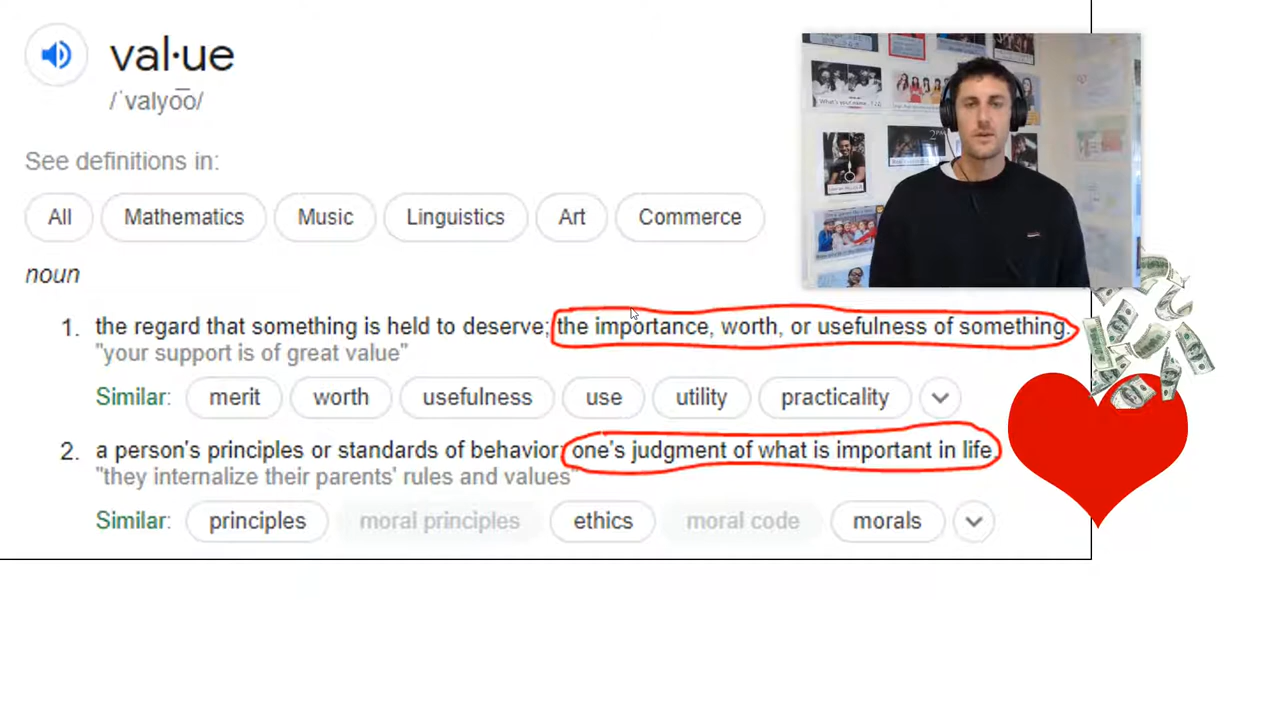 val·ue
/ˈvalyo͞o/
See definitions in:
All Mathematics Music Linguistics Art Commerce
noun
1. the regard that something is held to deserve; the importance, worth, or usefulness of something.
"your support is of great value"
Similar: merit worth usefulness use utility practicality
2. a person's principles or standards of behavior; one's judgment of what is important in life.
"they internalize their parents' rules and values"
Similar: principles moral principles ethics moral code morals